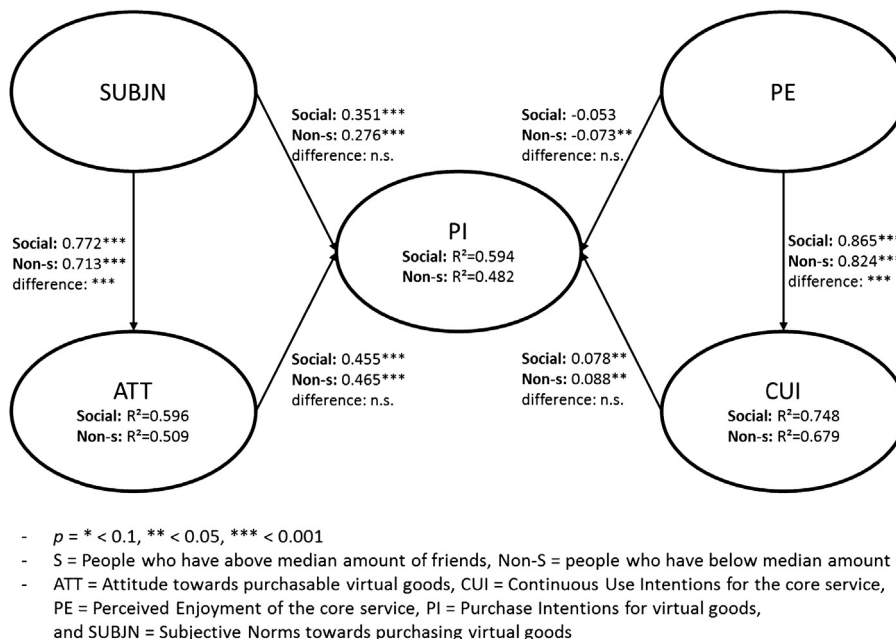 SUBJN
PE
Social: 0.351***
Non-s: 0.276***
difference: n.s.
Social: -0.053
Non-s: -0.073**
difference: n.s.
PI
Social: R²=0.594
Non-s: R²=0.482
Social: 0.772***
Non-s: 0.713***
difference: ***
Social: 0.865***
Non-s: 0.824***
difference: ***
Social: 0.455***
Non-s: 0.465***
difference: n.s.
Social: 0.078**
Non-s: 0.088**
difference: n.s.
ATT
Social: R²=0.596
Non-s: R²=0.509
CUI
Social: R²=0.748
Non-s: R²=0.679
- p = * < 0.1, ** < 0.05, *** < 0.001
- S = People who have above median amount of friends, Non-S = people who have below median amount
- ATT = Attitude towards purchasable virtual goods, CUI = Continuous Use Intentions for the core service,
PE = Perceived Enjoyment of the core service, PI = Purchase Intentions for virtual goods,
and SUBJN = Subjective Norms towards purchasing virtual goods